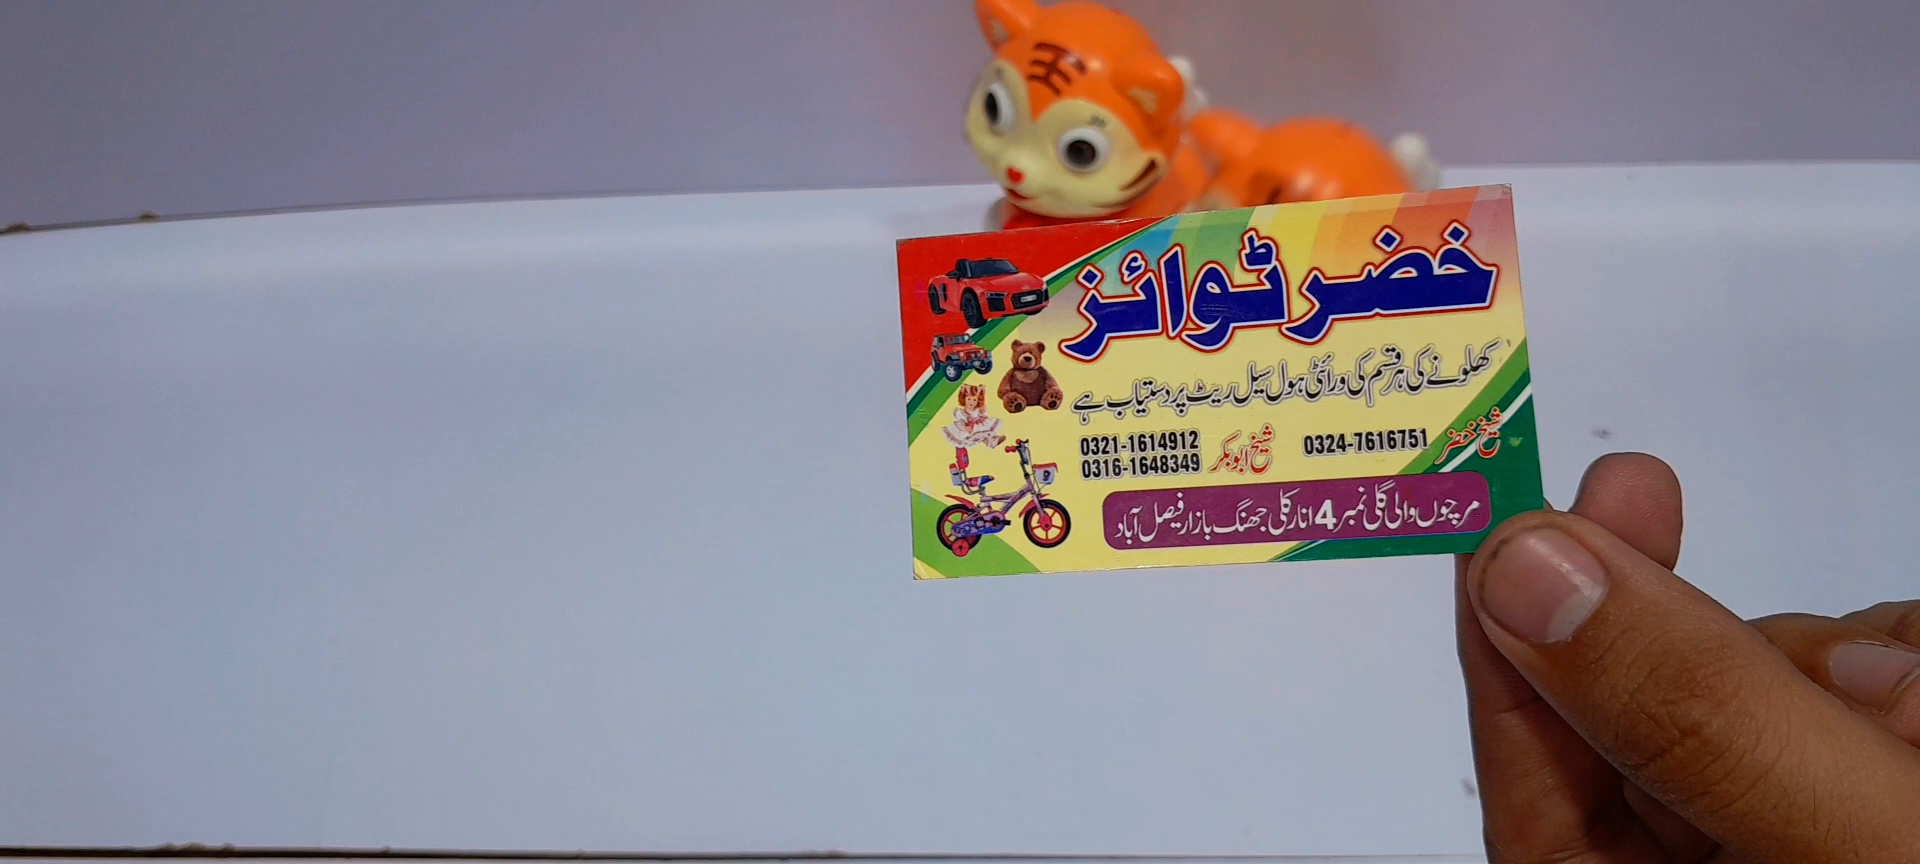 خضر ٹوائز
کھلونے کی ہر قسم کی ورائٹی ہول سیل ریٹ پر دستیاب ہے
شیخ خضر 0324-7616751
شیخ ابوبکر 0321-1614912
0316-1648349
مرچوں والی گلی نمبر 4 انارکلی جھنگ بازار فیصل آباد